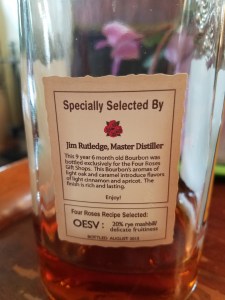 Specially Selected By
Jim Rutledge, Master Distiller
This 9 year 6 month old Bourbon was
bottled exclusively for the Four Roses
Gift Shops. This Bourbon's aromas of
light oak and caramel introduce flavors
of light cinnamon and apricot. The
finish is rich and lasting.
Enjoy!
Four Roses Recipe Selected:
OESV: 20% rye mashbill/
delicate fruitiness
BOTTLED: AUGUST